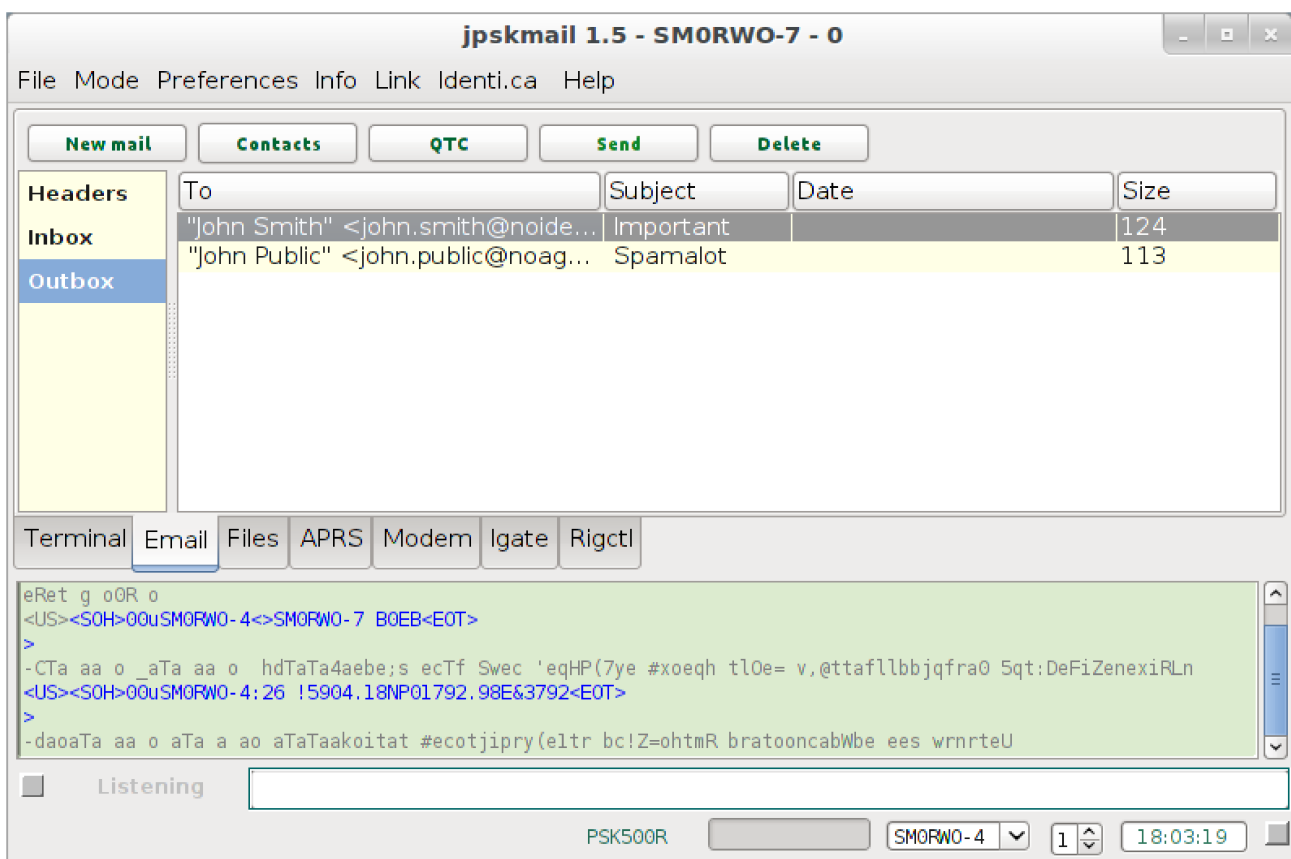 jpskmail 1.5 - SM0RWO-7 - 0
File Mode Preferences Info Link Identi.ca Help
New mail Contacts QTC Send Delete
Headers
Inbox
Outbox
To Subject Date Size
"John Smith" <john.smith@noide... Important 124
"John Public" <john.public@noag... Spamalot 113
Terminal Email Files APRS Modem Igate Rigctl
eRet g o0R o
<US><SOH>00uSM0RWO-4<>SM0RWO-7 B0EB<EOT>
>
-CTa aa o _aTa aa o  hdTaTa4aebe;s ecTf Swec 'eqHP(7ye #xoeqh tlOe= v,@ttafllbbjqfra0 5qt:DeFiZenexiRLn
<US><SOH>00uSM0RWO-4:26 !5904.18NP01792.98E&3792<EOT>
>
-daoaTa aa o aTa a ao aTaTaakoitat #ecotjipry(eltr bc!Z=ohtmR bratooncabWbe ees wrnrteU
Listening
PSK500R SM0RWO-4 1 18:03:19